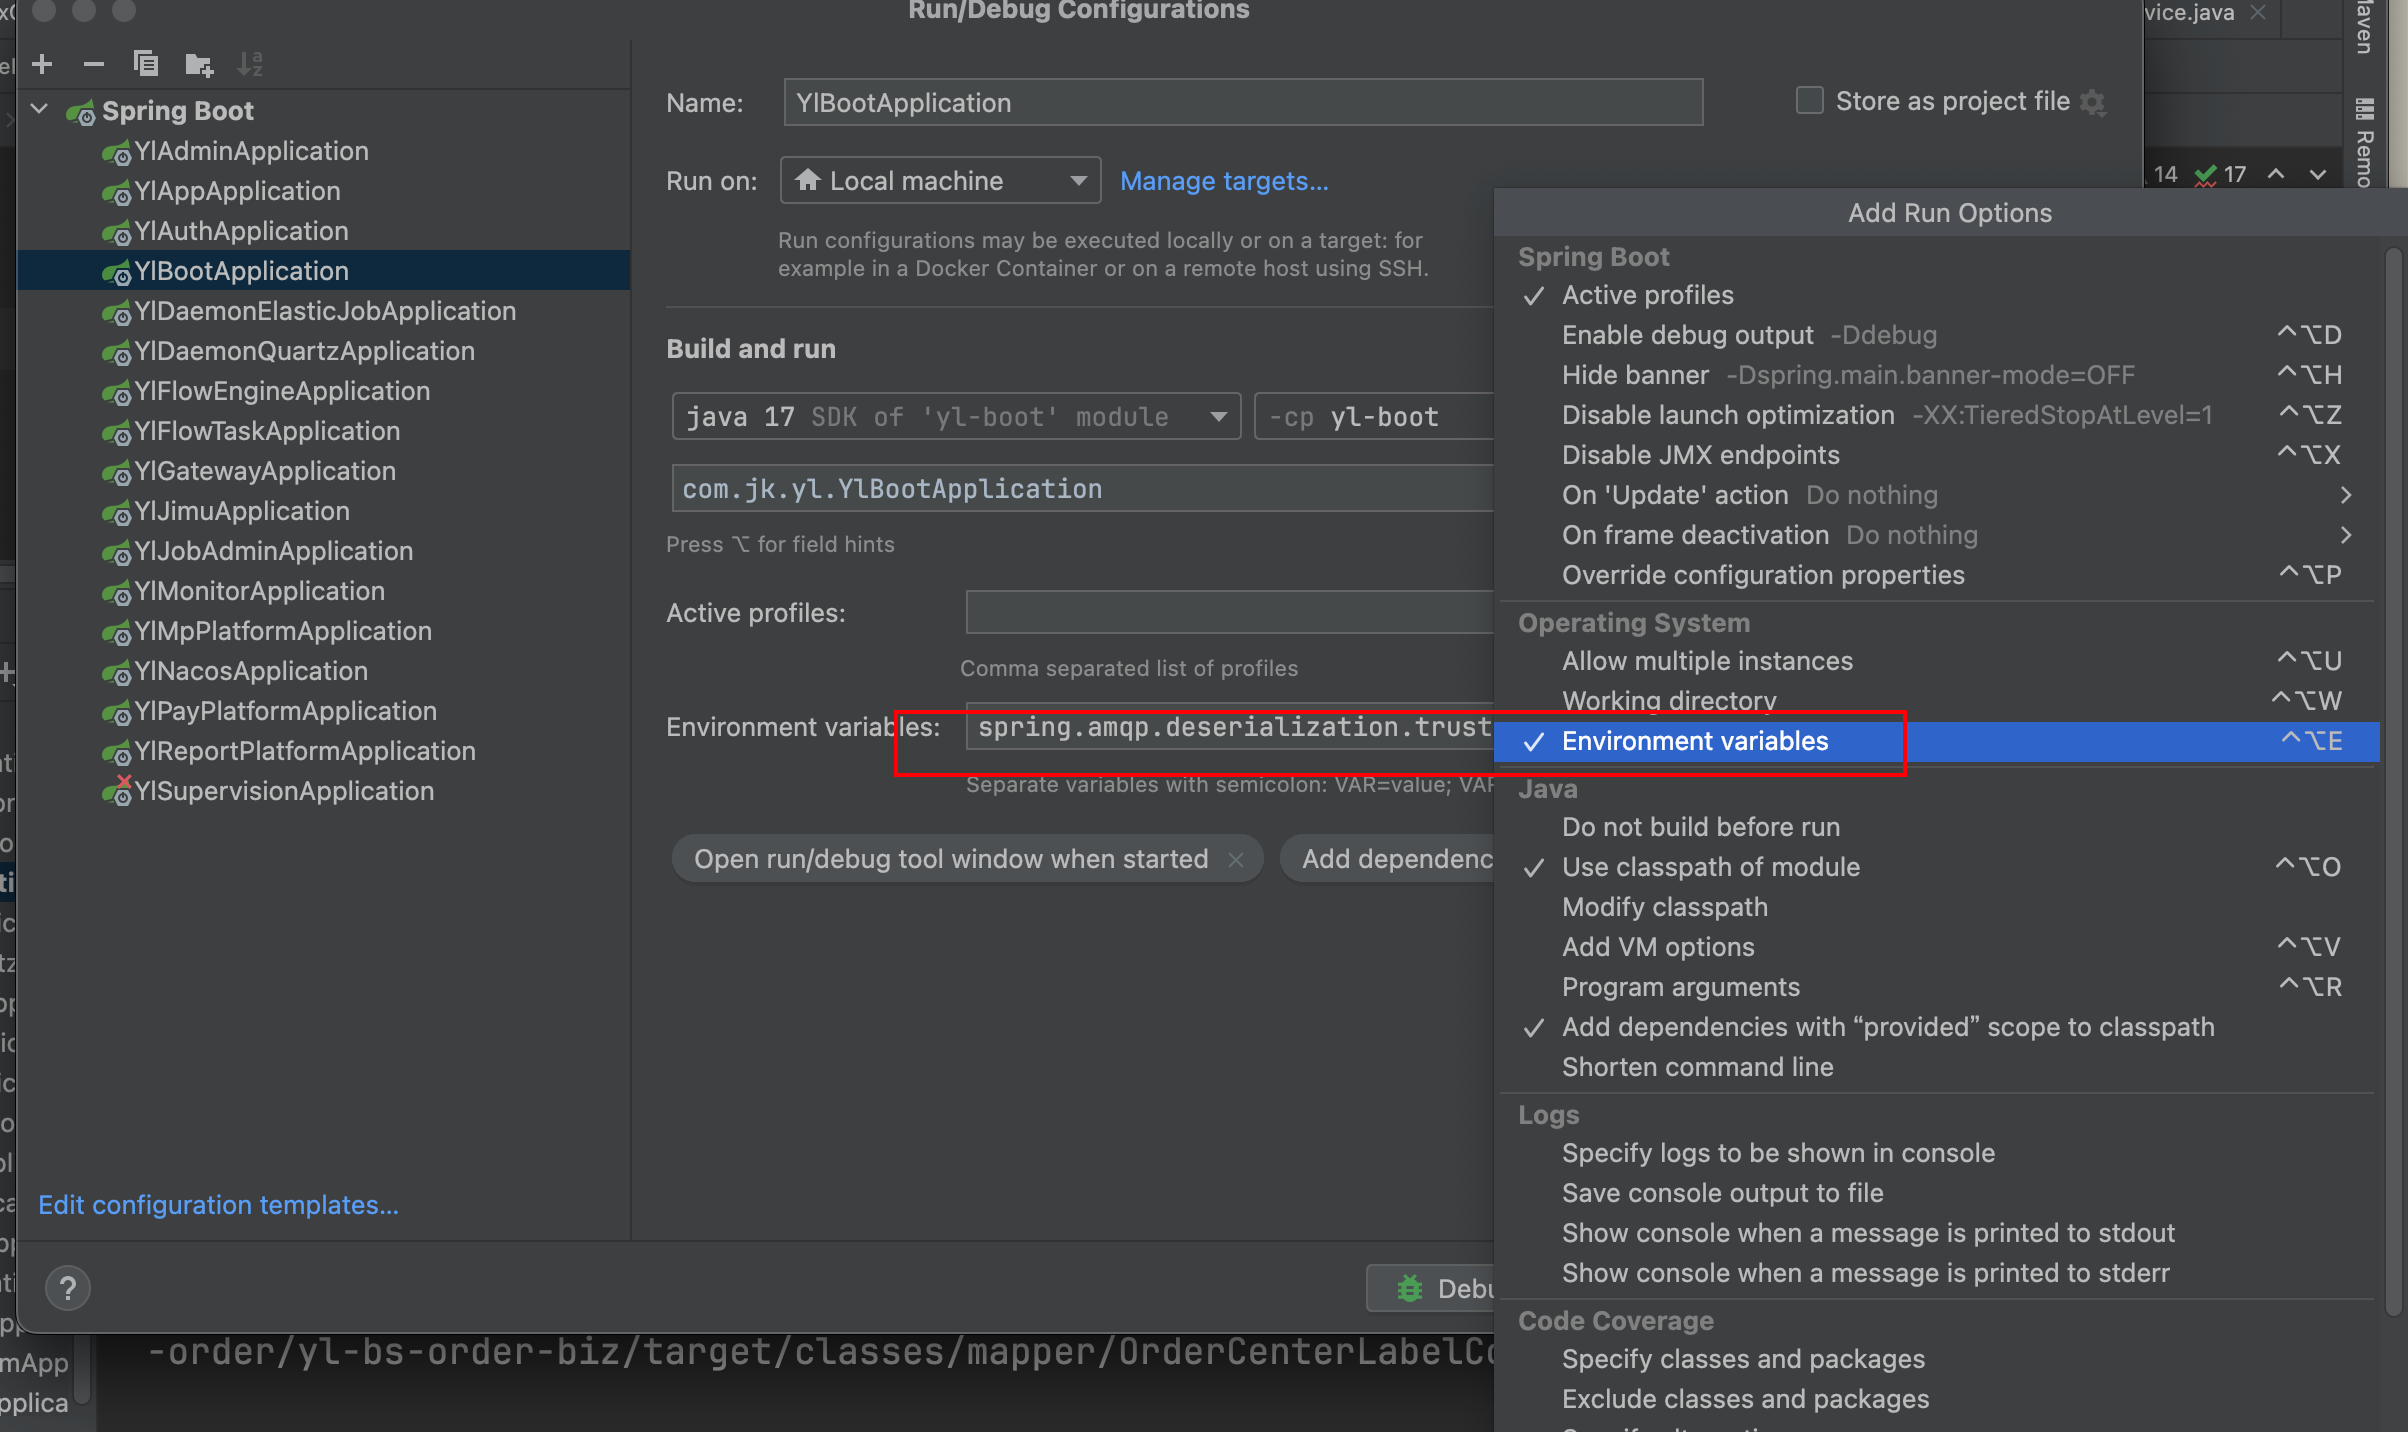 Run/Debug Configurations
vice.java
Maven
Remo
14 17
Spring Boot
YlAdminApplication
YlAppApplication
YlAuthApplication
YlBootApplication
YlDaemonElasticJobApplication
YlDaemonQuartzApplication
YlFlowEngineApplication
YlFlowTaskApplication
YlGatewayApplication
YlJimuApplication
YlJobAdminApplication
YlMonitorApplication
YlMpPlatformApplication
YlNacosApplication
YlPayPlatformApplication
YlReportPlatformApplication
YlSupervisionApplication
Edit configuration templates...
?
Name: YlBootApplication
Store as project file
Run on: Local machine Manage targets...
Run configurations may be executed locally or on a target: for
example in a Docker Container or on a remote host using SSH.
Build and run
java 17 SDK of 'yl-boot' module -cp yl-boot
com.jk.yl.YlBootApplication
Press ⌥ for field hints
Active profiles:
Comma separated list of profiles
Environment variables: spring.amqp.deserialization.trust
Separate variables with semicolon: VAR=value; VAR
Open run/debug tool window when started × Add dependenc
Debu
Add Run Options
Spring Boot
✓ Active profiles
Enable debug output -Ddebug ^⌥D
Hide banner -Dspring.main.banner-mode=OFF ^⌥H
Disable launch optimization -XX:TieredStopAtLevel=1 ^⌥Z
Disable JMX endpoints ^⌥X
On 'Update' action Do nothing >
On frame deactivation Do nothing >
Override configuration properties ^⌥P
Operating System
Allow multiple instances ^⌥U
Working directory ^⌥W
✓ Environment variables ^⌥E
Java
Do not build before run
✓ Use classpath of module ^⌥O
Modify classpath
Add VM options ^⌥V
Program arguments ^⌥R
✓ Add dependencies with “provided” scope to classpath
Shorten command line
Logs
Specify logs to be shown in console
Save console output to file
Show console when a message is printed to stdout
Show console when a message is printed to stderr
Code Coverage
Specify classes and packages
Exclude classes and packages
mApp
pplica
-order/yl-bs-order-biz/target/classes/mapper/OrderCenterLabelCo